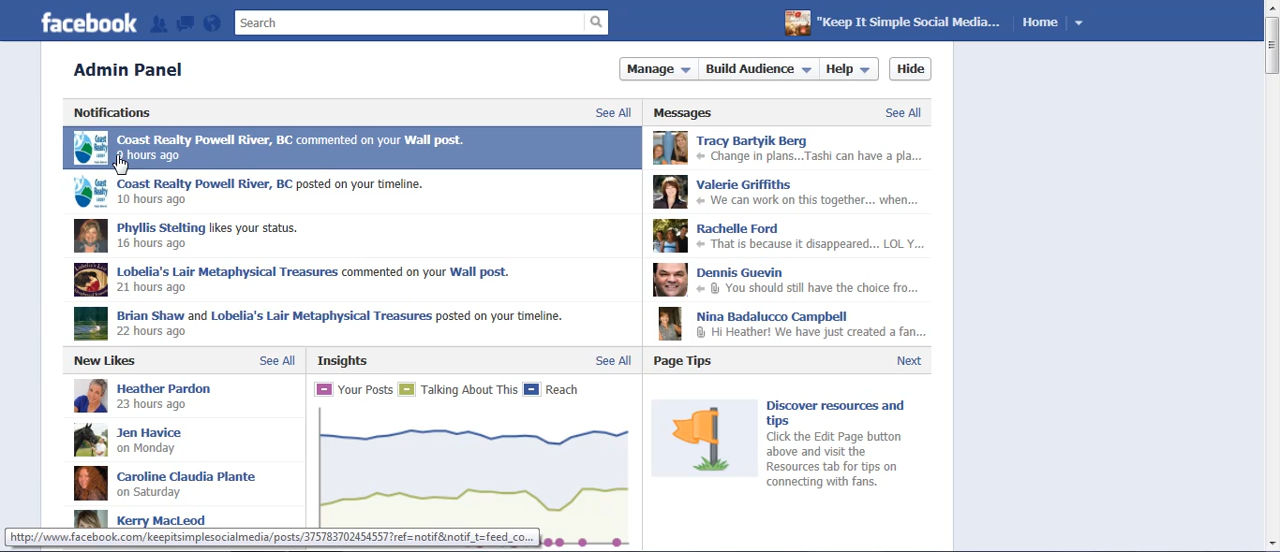 facebook
Search
"Keep It Simple Social Media...
Home
Admin Panel
Manage
Build Audience
Help
Hide
Notifications
See All
Coast Realty Powell River, BC commented on your Wall post.
hours ago
Coast Realty Powell River, BC posted on your timeline.
10 hours ago
Phyllis Stelting likes your status.
16 hours ago
Lobelia's Lair Metaphysical Treasures commented on your Wall post.
21 hours ago
Brian Shaw and Lobelia's Lair Metaphysical Treasures posted on your timeline.
22 hours ago
Messages
See All
Tracy Bartyik Berg
Change in plans...Tashi can have a pla...
Valerie Griffiths
We can work on this together... when...
Rachelle Ford
That is because it disappeared... LOL Y...
Dennis Guevin
You should still have the choice fro...
Nina Badalucco Campbell
Hi Heather! We have just created a fan...
New Likes
See All
Heather Pardon
23 hours ago
Jen Havice
on Monday
Caroline Claudia Plante
on Saturday
Kerry MacLeod
Insights
See All
Your Posts
Talking About This
Reach
Page Tips
Next
Discover resources and
tips
Click the Edit Page button
above and visit the
Resources tab for tips on
connecting with fans.
http://www.facebook.com/keepitsimplesocialmedia/posts/375783702454557?ref=notif&notif_t=feed_co...